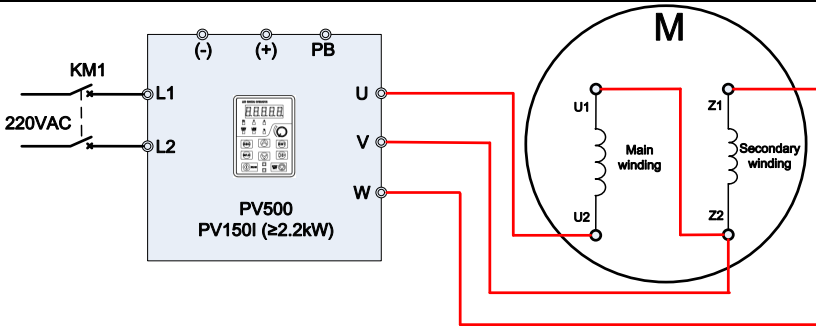 M
(-) (+) PB
KM1
L1
220VAC
L2
U
V
W
PV500
PV150I (≥2.2kW)
U1
Z1
Main
winding
Secondary
winding
U2
Z2